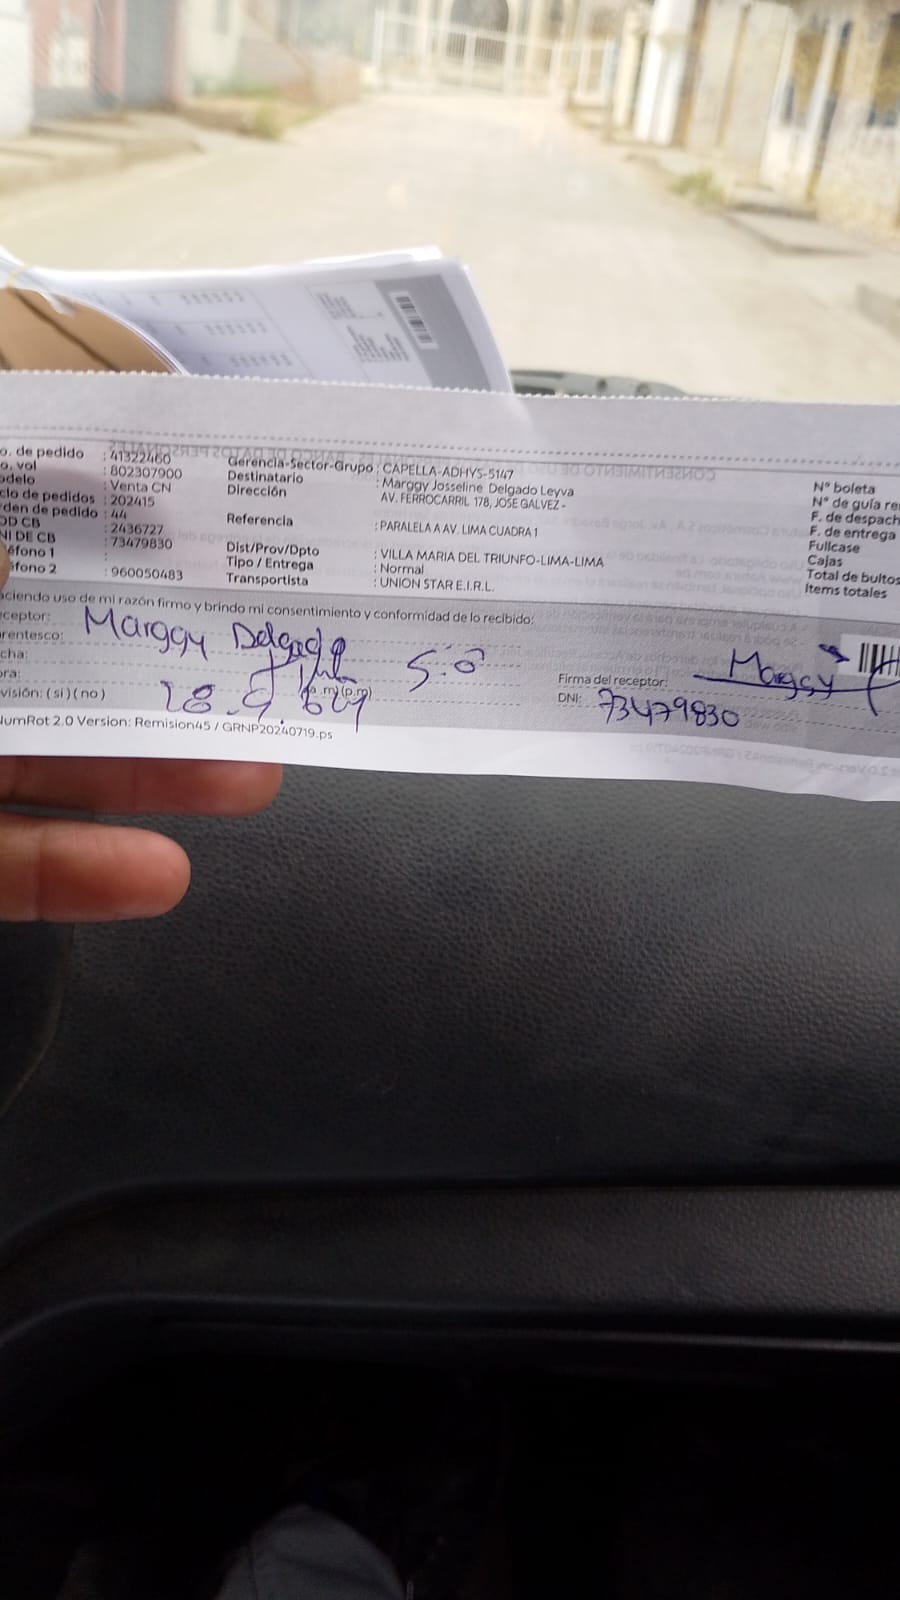 o. de pedido : 41322460
o. vol : 802307900
odelo : Venta CN
clo de pedidos : 202415
rden de pedido : 44
OD CB : 2436727
NI DE CB : 73479830
éfono 1 :
éfono 2 : 960050483
Gerencia-Sector-Grupo : CAPELLA-ADHYS-5147
Destinatario : Marggy Josseline Delgado Leyva
Dirección AV. FERROCARRIL 178, JOSE GALVEZ -
Referencia : PARALELA A AV. LIMA CUADRA 1
Dist/Prov/Dpto : VILLA MARIA DEL TRIUNFO-LIMA-LIMA
Tipo / Entrega : Normal
Transportista : UNION STAR E.I.R.L.
N° boleta
N° de guía re
F. de despach
F. de entrega
Fullcase
Cajas
Total de bultos
Items totales
aciendo uso de mi razón firmo y brindo mi consentimiento y conformidad de lo recibido:
ceptor: Marggy Delgado
rentesco:
cha:
ora: (a.m) (p.m)
visión: ( si ) ( no )
Firma del receptor: Marggy
DNI: 73479830
NumRot 2.0 Version: Remision45 / GRNP20240719.ps